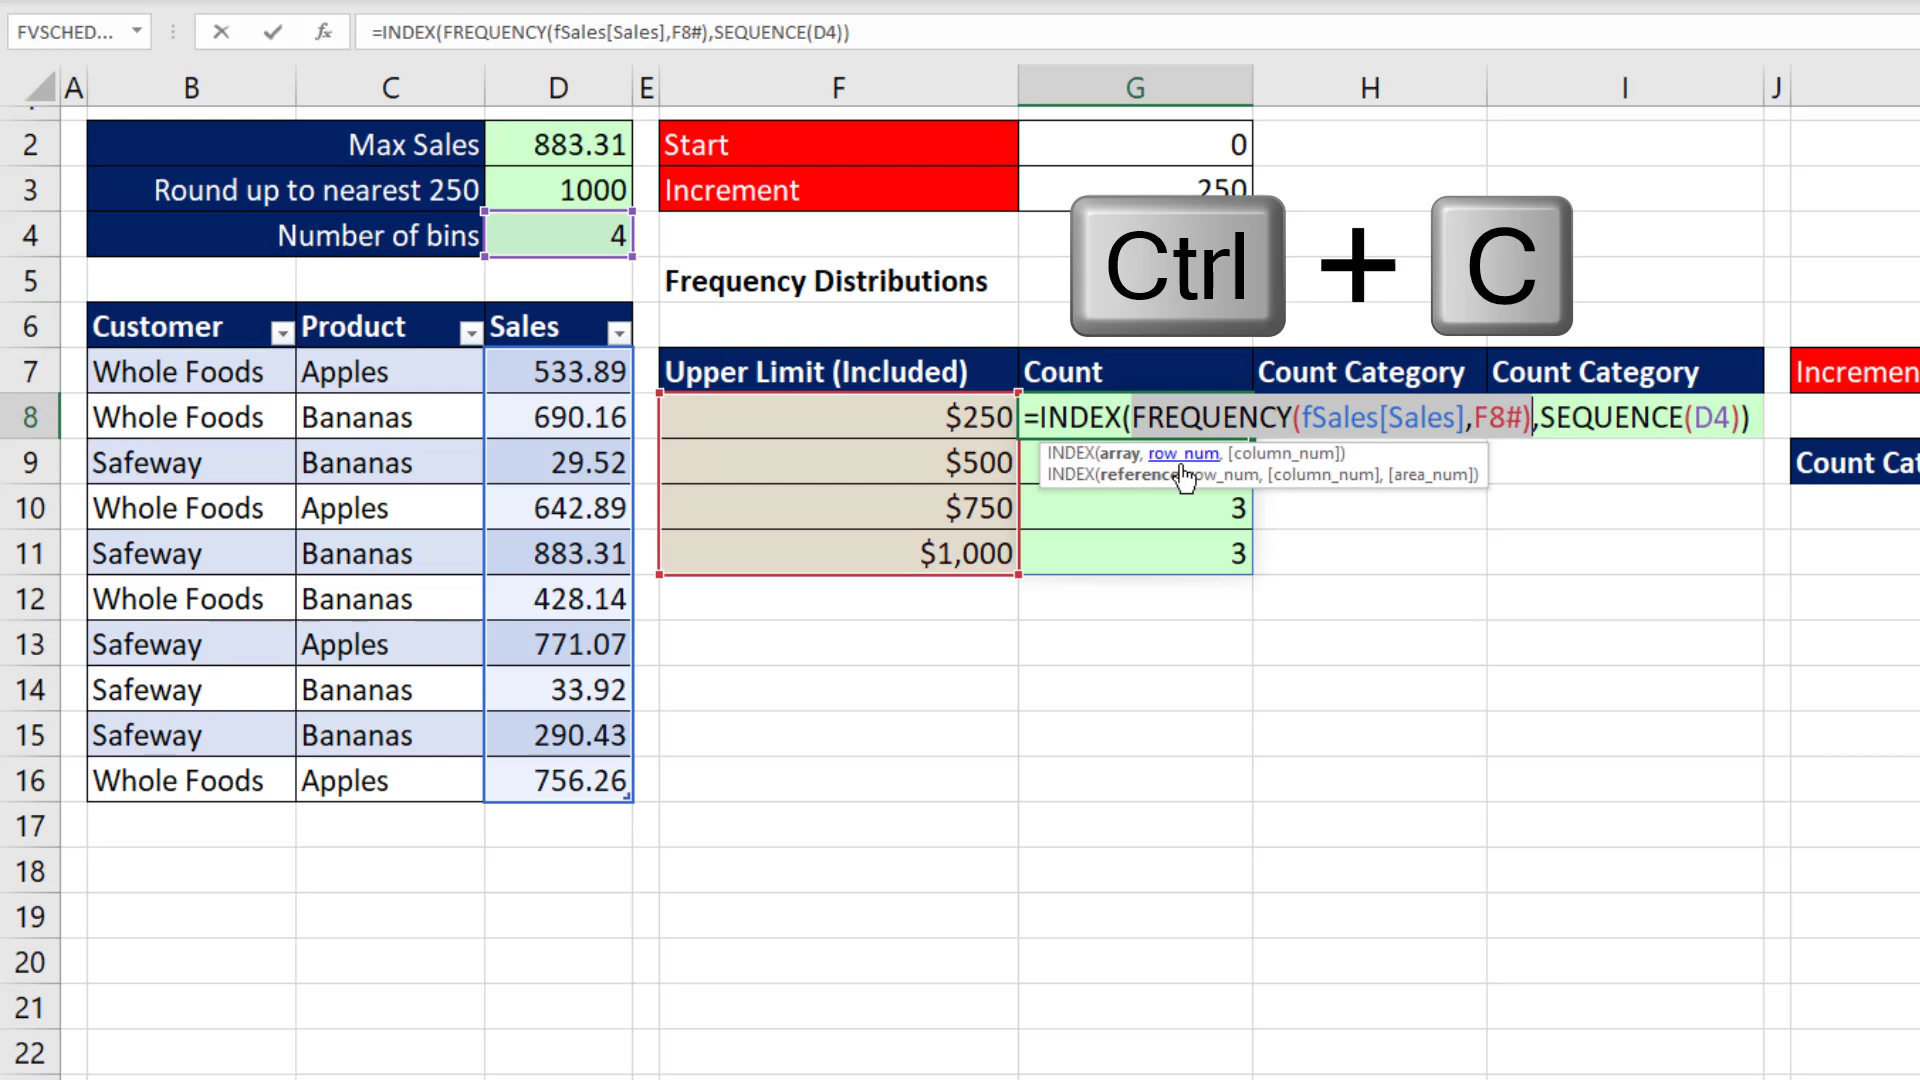 FVSCHED... =INDEX(FREQUENCY(fSales[Sales],F8#),SEQUENCE(D4))
A B C D E F G H I J
2 Max Sales 883.31 Start 0
3 Round up to nearest 250 1000 Increment 250
4 Number of bins 4
Ctrl + C
5 Frequency Distributions
6 Customer Product Sales
7 Whole Foods Apples 533.89 Upper Limit (Included) Count Count Category Count Category Incremen
8 Whole Foods Bananas 690.16 $250 =INDEX(FREQUENCY(fSales[Sales],F8#),SEQUENCE(D4))
INDEX(array, row_num, [column_num])
9 Safeway Bananas 29.52 $500 Count Cat
INDEX(reference, row_num, [column_num], [area_num])
10 Whole Foods Apples 642.89 $750 3
11 Safeway Bananas 883.31 $1,000 3
12 Whole Foods Bananas 428.14
13 Safeway Apples 771.07
14 Safeway Bananas 33.92
15 Safeway Bananas 290.43
16 Whole Foods Apples 756.26
17
18
19
20
21
22